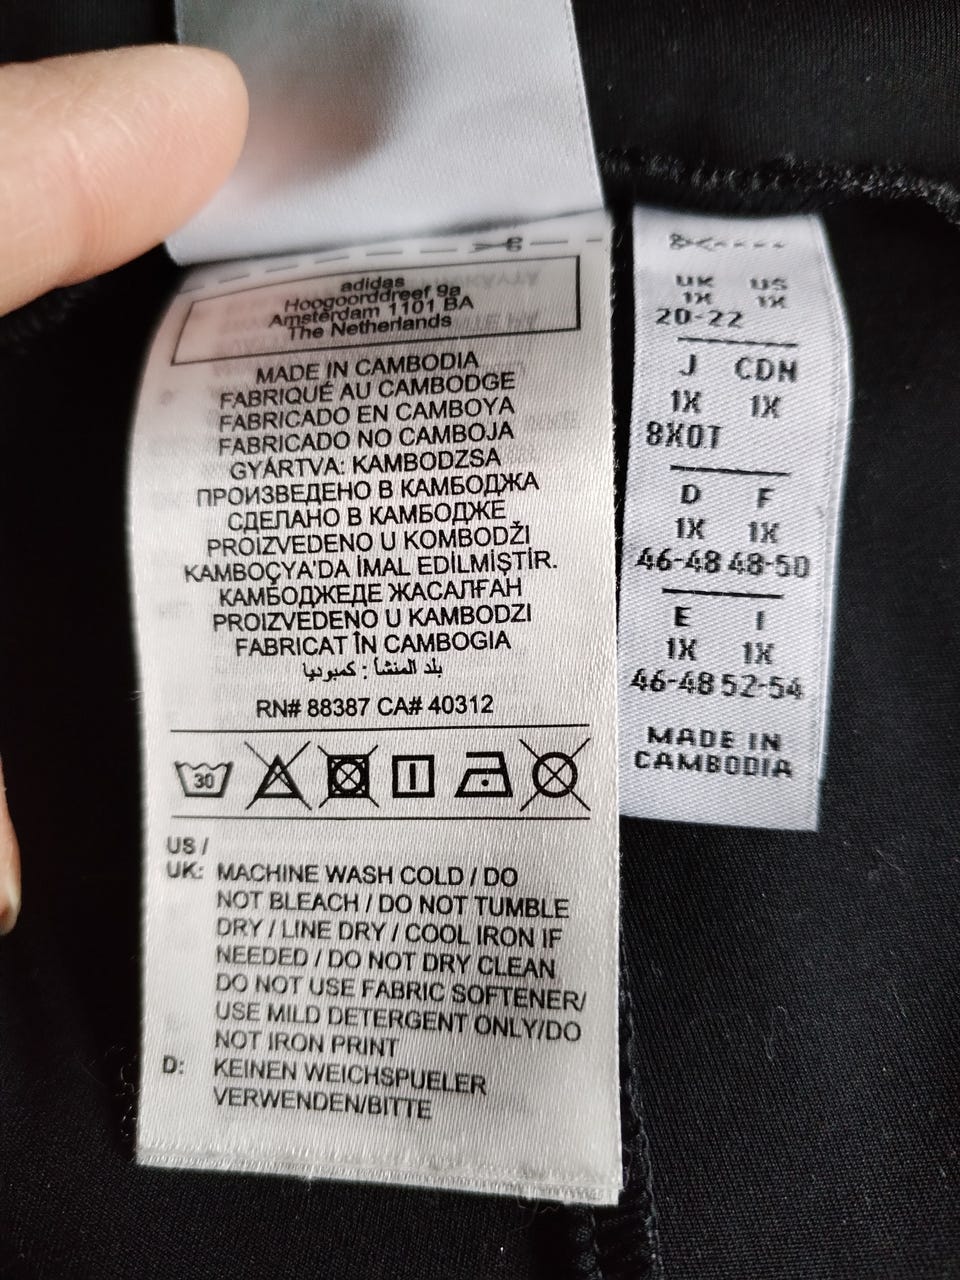 adidas
Hoogoorddreef 9a
Amsterdam 1101 BA
The Netherlands
MADE IN CAMBODIA
FABRIQUÉ AU CAMBODGE
FABRICADO EN CAMBOYA
FABRICADO NO CAMBOJA
GYÁRTVA: KAMBODZSA
ПРОИЗВЕДЕНО В КАМБОДЖА
СДЕЛАНО В КАМБОДЖЕ
PROIZVEDENO U KOMBODŽI
KAMBOÇYA'DA İMAL EDİLMİŞTİR.
КАМБОДЖЕДЕ ЖАСАЛҒАН
PROIZVEDENO U KAMBODZI
FABRICAT ÎN CAMBOGIA
بلد المنشأ : كمبوديا
RN# 88387 CA# 40312
30
US /
UK: MACHINE WASH COLD / DO
NOT BLEACH / DO NOT TUMBLE
DRY / LINE DRY / COOL IRON IF
NEEDED / DO NOT DRY CLEAN
DO NOT USE FABRIC SOFTENER/
USE MILD DETERGENT ONLY/DO
NOT IRON PRINT
D: KEINEN WEICHSPUELER
VERWENDEN/BITTE
UK US
1X 1X
20-22
J CDN
1X 1X
8XOT
D F
1X 1X
46-48 48-50
E I
1X 1X
46-48 52-54
MADE IN
CAMBODIA